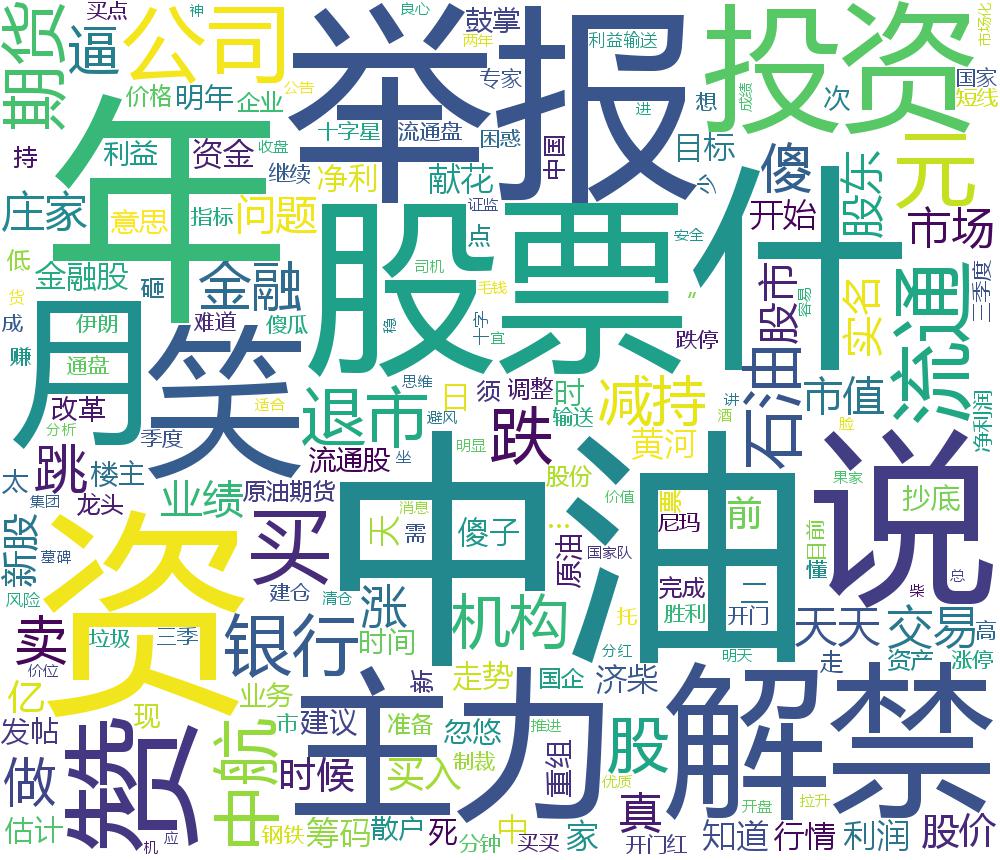 期货
逼
公司
买点
价格
明年
企业
公告
神
良心
两年
鼓掌
专家
利益输送
举报
投资
市场化
国家
短线
成绩
想
次
进
持
年
利益
资金
收盘
继续
十字星
流通盘
困惑
中国
目标
傻
元
庄家
意思
指标
问题
净利
献花
证监
点
少
开始
股东
市场
低
金融股
砸
金融
股票
司机
毛钱
安全
什
股市
容易
实名
流通
三季度
货
成
伊朗
难道
傻瓜
稳
十字
宜
跌停
赚
通盘
月
笑
石油
改革
适合
退市
思维
避风
日
须
调整
时
输送
减持
讲
酒
市值
脸
净利润
分析
季度
跳
楼主
流通股
坐
明显
跌
黄河
股份
价值
太
集团
龙头
原油期货
业绩
说
果家
抄底
新股
墓碑
资
买
天
消息
需
中油
傻子
…
原油
国家队
票
尼玛
前
目前
懂
完成
二
胜利
开门
风险
建仓
清仓
涨
机构
托
分红
明天
柴
总
卖
垃圾
三季
银行
时间
天天
交易
高
价位
亿
业务
走势
新
国企
济柴
走
资产
涨停
发帖
现
市
建议
准备
忽悠
推进
主力
解禁
赞
中航
制裁
重组
股
做
时候
买入
优质
开盘
拉升
真
估计
机
应
钢铁
筹码
散户
死
分钟
中
买买
家
开门红
知道
行情
利润
股价